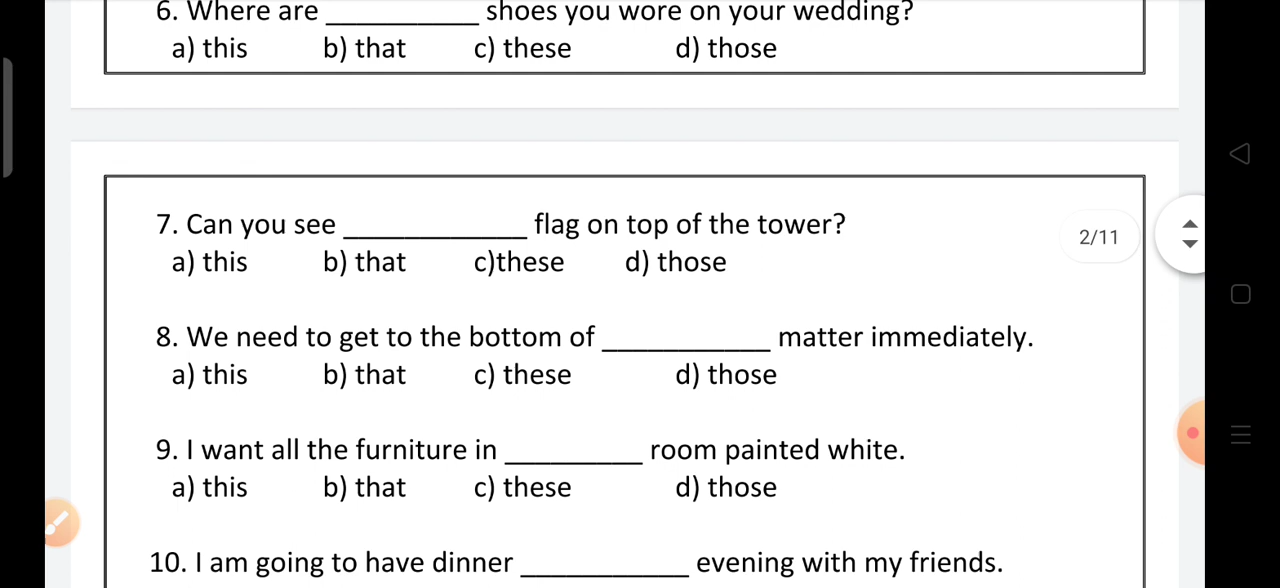 6. Where are __________ shoes you wore on your wedding?
a) this b) that c) these d) those
7. Can you see ____________ flag on top of the tower?
a) this b) that c)these d) those
2/11
8. We need to get to the bottom of ___________ matter immediately.
a) this b) that c) these d) those
9. I want all the furniture in _________ room painted white.
a) this b) that c) these d) those
10. I am going to have dinner ___________ evening with my friends.